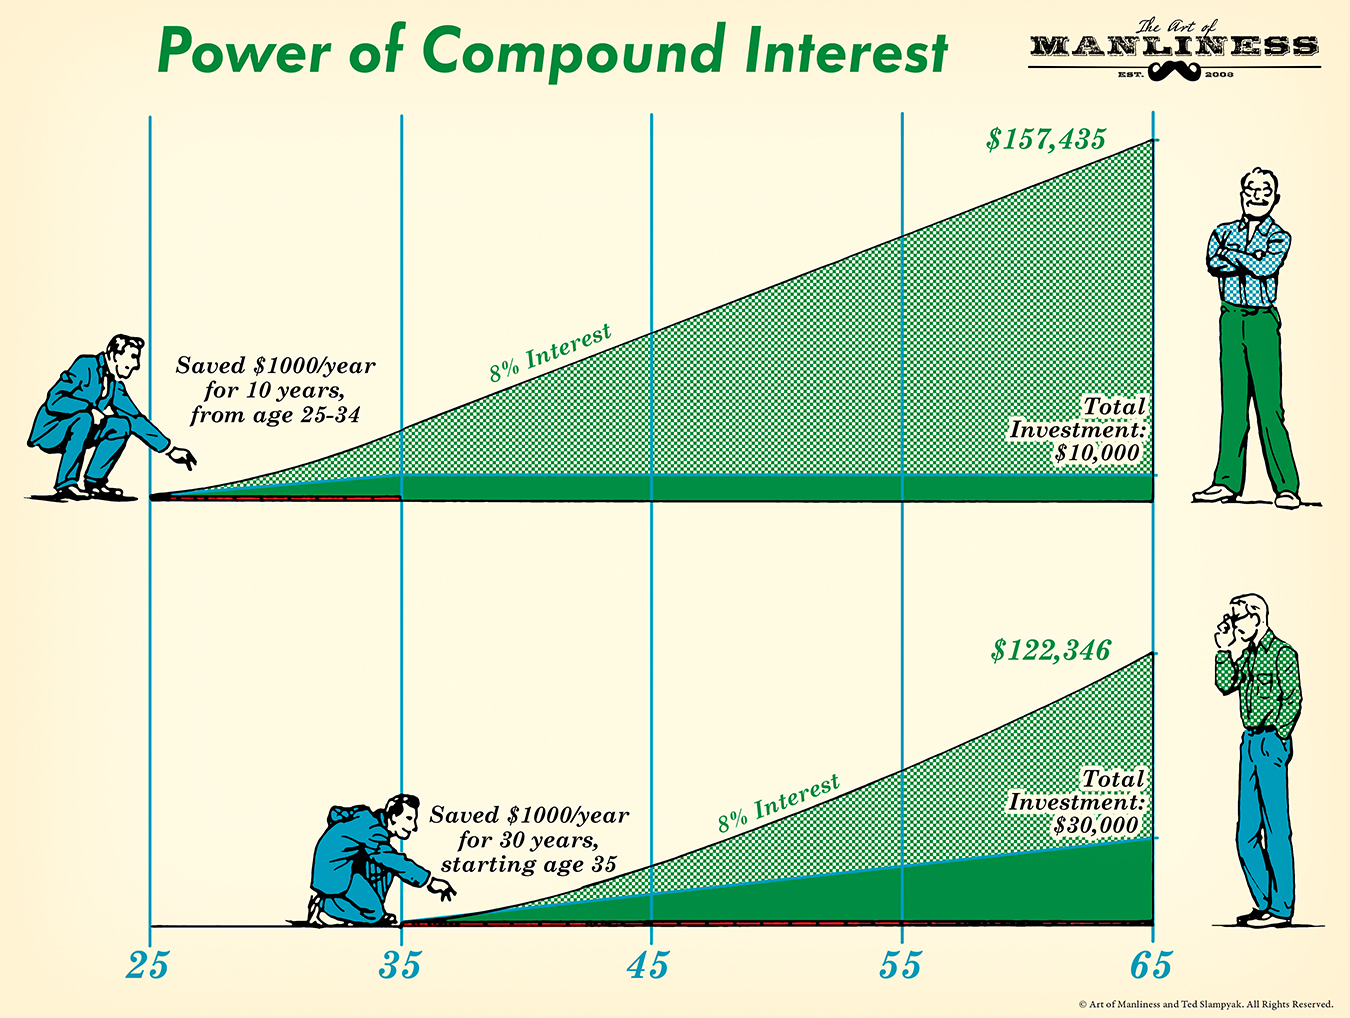 Power of Compound Interest
The Art of
MANLINESS
EST. 2008
$157,435
8% Interest
Saved $1000/year
for 10 years,
from age 25-34
Total
Investment:
$10,000
$122,346
8% Interest
Total
Investment:
$30,000
Saved $1000/year
for 30 years,
starting age 35
25 35 45 55 65
© Art of Manliness and Ted Slampyak. All Rights Reserved.